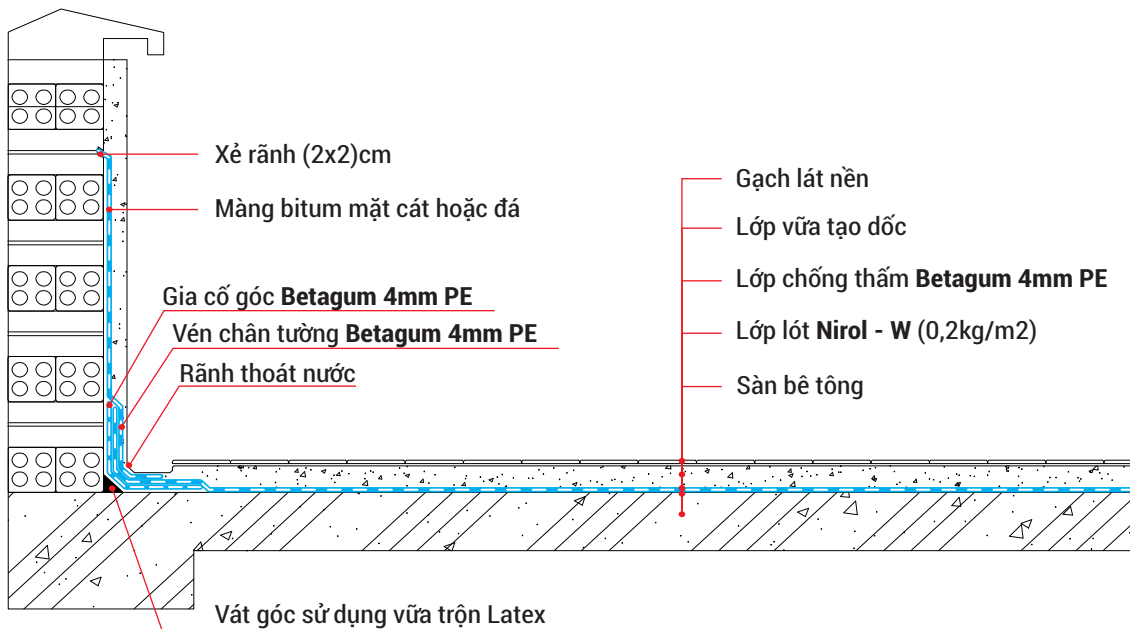 Xẻ rãnh (2x2)cm
Màng bitum mặt cát hoặc đá
Gia cố góc Betagum 4mm PE
Vén chân tường Betagum 4mm PE
Rãnh thoát nước
Gạch lát nền
Lớp vữa tạo dốc
Lớp chống thấm Betagum 4mm PE
Lớp lót Nirol - W (0,2kg/m2)
Sàn bê tông
Vát góc sử dụng vữa trộn Latex